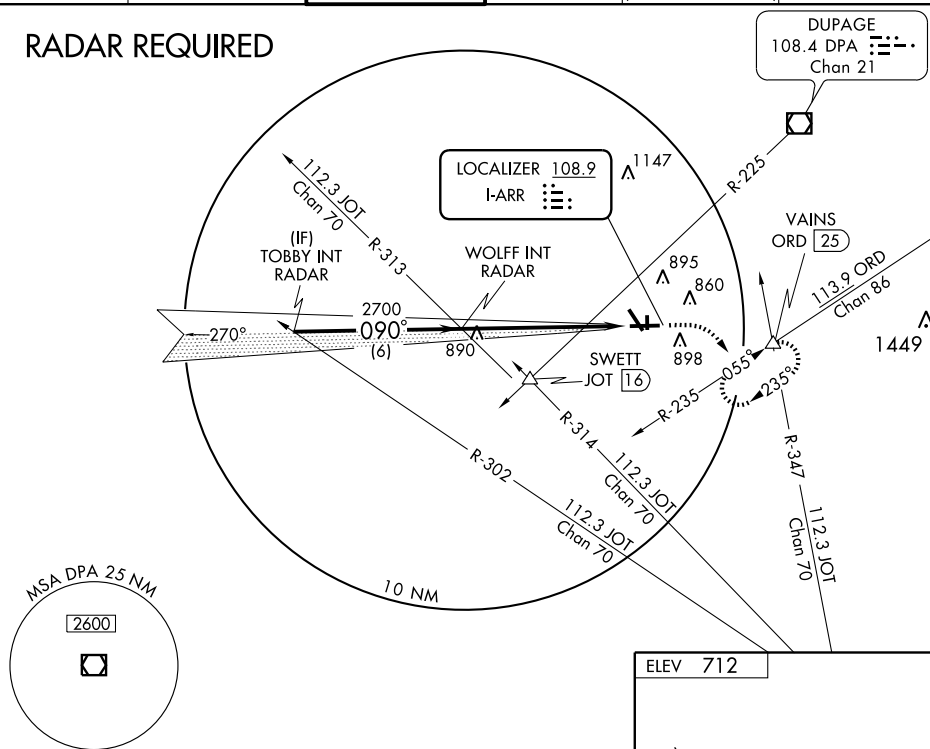 RADAR REQUIRED
DUPAGE
108.4 DPA
Chan 21
LOCALIZER 108.9
I-ARR
1147
R-225
112.3 JOT
Chan 70
R-313
(IF)
TOBBY INT
RADAR
WOLFF INT
RADAR
VAINS
ORD 25
113.9 ORD
Chan 86
895
860
2700
270°
090°
(6)
890
898
1449
SWETT
JOT 16
055°
235°
R-235
R-314
112.3 JOT
Chan 70
R-347
112.3 JOT
Chan 70
R-302
112.3 JOT
Chan 70
10 NM
MSA DPA 25 NM
2600
ELEV 712